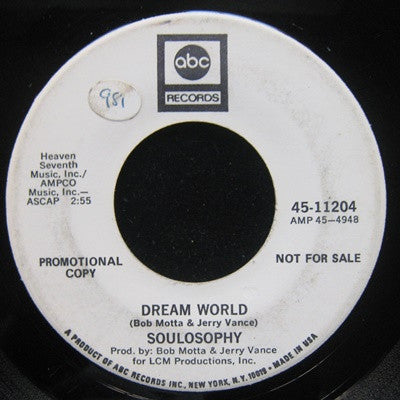 abc
RECORDS
981
Heaven
Seventh
Music, Inc./
AMPCO
Music, Inc.—
ASCAP 2:55
45-11204
AMP 45-4948
PROMOTIONAL
COPY
NOT FOR SALE
DREAM WORLD
(Bob Motta & Jerry Vance)
SOULOSOPHY
Prod. by: Bob Motta & Jerry Vance
for LCM Productions, Inc.
A PRODUCT OF ABC RECORDS INC., NEW YORK, N.Y. 10019 • MADE IN USA